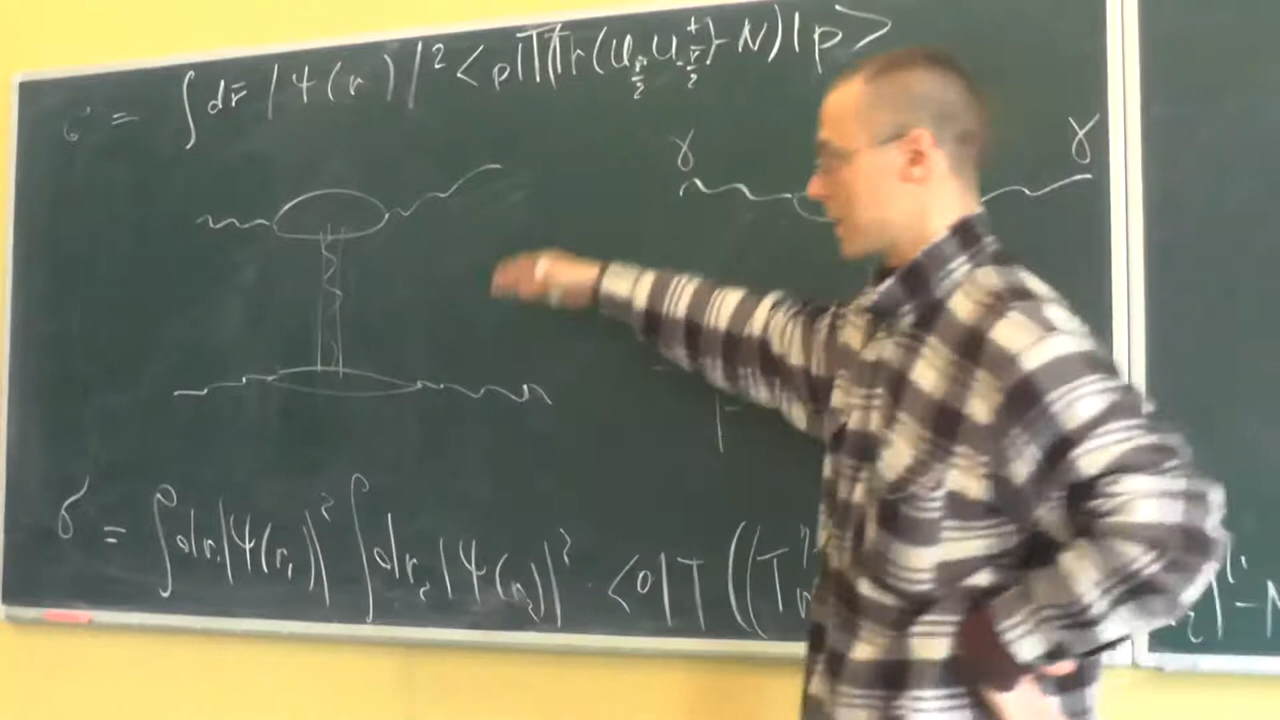 σ = ∫ dr̄ |Ψ(r)|² <p|T(Tr(U_{r/2} U⁺_{-r/2}) - N)|p>
γ γ
σ = ∫ dr₁ |Ψ(r₁)|² ∫ dr₂ |Ψ(r₂)|² · <0|T((T - N